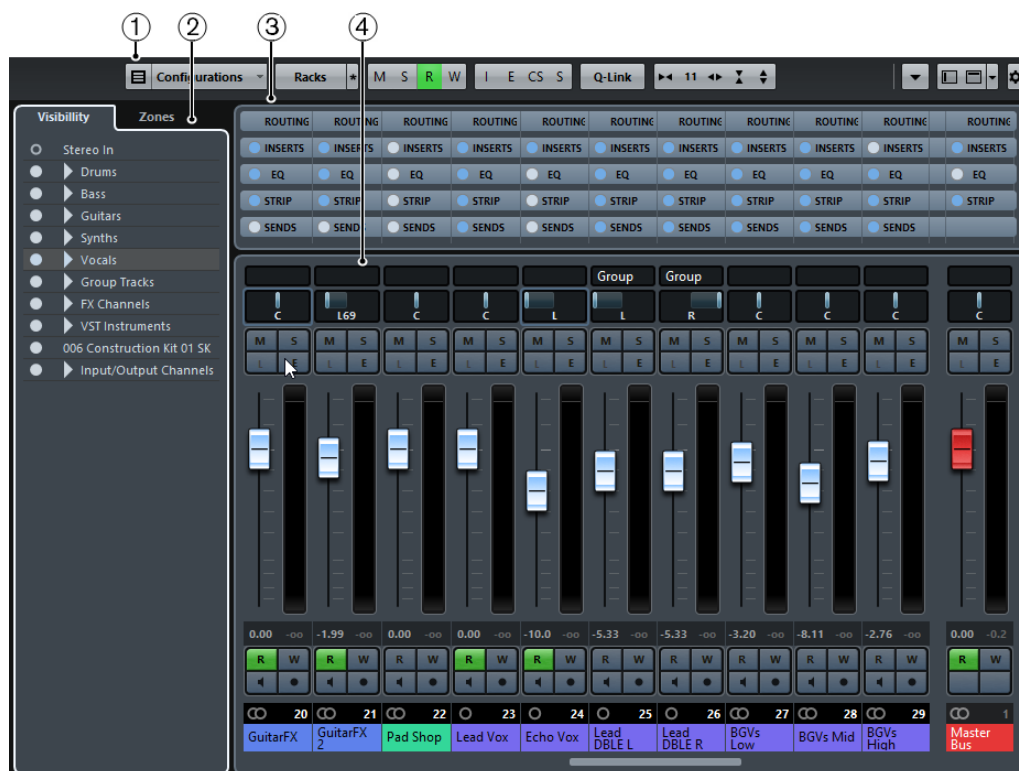 1 2 3 4
Configurations Racks * M S R W I E CS S Q-Link 11
Visibillity Zones
Stereo In
Drums
Bass
Guitars
Synths
Vocals
Group Tracks
FX Channels
VST Instruments
006 Construction Kit 01 SK
Input/Output Channels
ROUTING ROUTING ROUTING ROUTING ROUTING ROUTING ROUTING ROUTING ROUTING ROUTING ROUTING
INSERTS INSERTS INSERTS INSERTS INSERTS INSERTS INSERTS INSERTS INSERTS INSERTS INSERTS
EQ EQ EQ EQ EQ EQ EQ EQ EQ EQ EQ
STRIP STRIP STRIP STRIP STRIP STRIP STRIP STRIP STRIP STRIP STRIP
SENDS SENDS SENDS SENDS SENDS SENDS SENDS SENDS SENDS SENDS
Group Group
C L69 C C L L R C C C C
M S M S M S M S M S M S M S M S M S M S M S
L E L E L E L E L E L E L E L E L E L E L E
0.00 -oo -1.99 -oo 0.00 -oo 0.00 -oo -10.0 -oo -5.33 -oo -5.33 -oo -3.20 -oo -8.11 -oo -2.76 -oo 0.00 -0.2
R W R W R W R W R W R W R W R W R W R W R W
20 21 22 23 24 25 26 27 28 29 1
GuitarFX GuitarFX 2 Pad Shop Lead Vox Echo Vox Lead DBLE L Lead DBLE R BGVs Low BGVs Mid BGVs High Master Bus